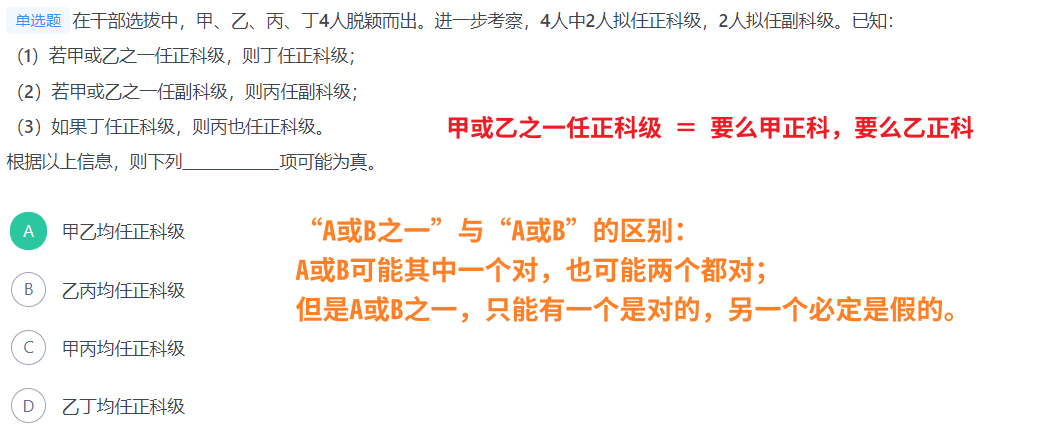 单选题 在干部选拔中，甲、乙、丙、丁4人脱颖而出。进一步考察，4人中2人拟任正科级，2人拟任副科级。已知：
（1）若甲或乙之一任正科级，则丁任正科级；
（2）若甲或乙之一任副科级，则丙任副科级；
（3）如果丁任正科级，则丙也任正科级。
甲或乙之一任正科级 ＝ 要么甲正科，要么乙正科
根据以上信息，则下列____________项可能为真。
A 甲乙均任正科级
“A或B之一”与“A或B”的区别：
A或B可能其中一个对，也可能两个都对；
B 乙丙均任正科级
但是A或B之一，只能有一个是对的，另一个必定是假的。
C 甲丙均任正科级
D 乙丁均任正科级